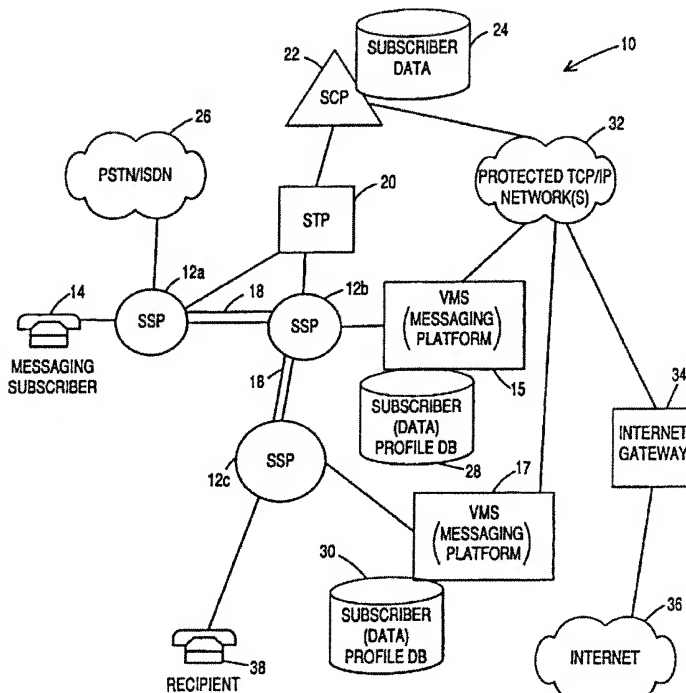 24
SUBSCRIBER
DATA
10
22
SCP
26
PSTN/ISDN
32
PROTECTED TCP/IP
NETWORK(S)
20
STP
12a
14
SSP
18
12b
SSP
MESSAGING
SUBSCRIBER
VMS
(MESSAGING
PLATFORM)
15
18
34
SUBSCRIBER
(DATA)
PROFILE DB
28
INTERNET
GATEWAY
12c
SSP
17
VMS
(MESSAGING
PLATFORM)
30
SUBSCRIBER
(DATA)
PROFILE DB
36
INTERNET
38
RECIPIENT